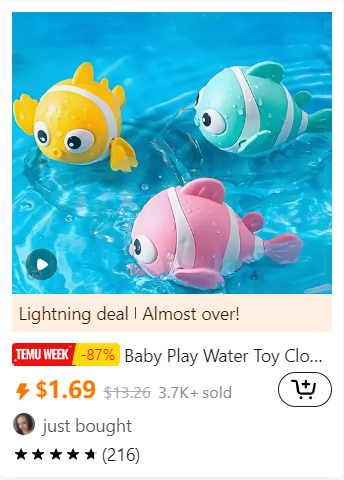 Lightning deal | Almost over!
TEMU WEEK -87% Baby Play Water Toy Clo...
$1.69 $13.26 3.7K+ sold
just bought
(216)